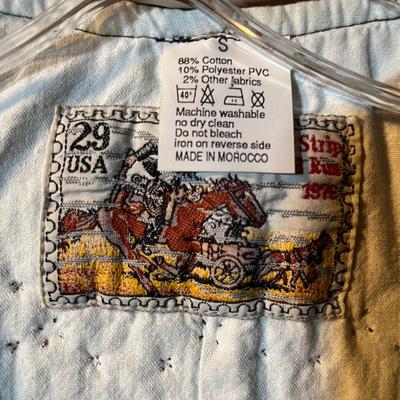 S
88% Cotton
10% Polyester PVC
2% Other fabrics
40°
Machine washable
no dry clean
Do not bleach
iron on reverse side
MADE IN MOROCCO
29
USA
Strip
Run